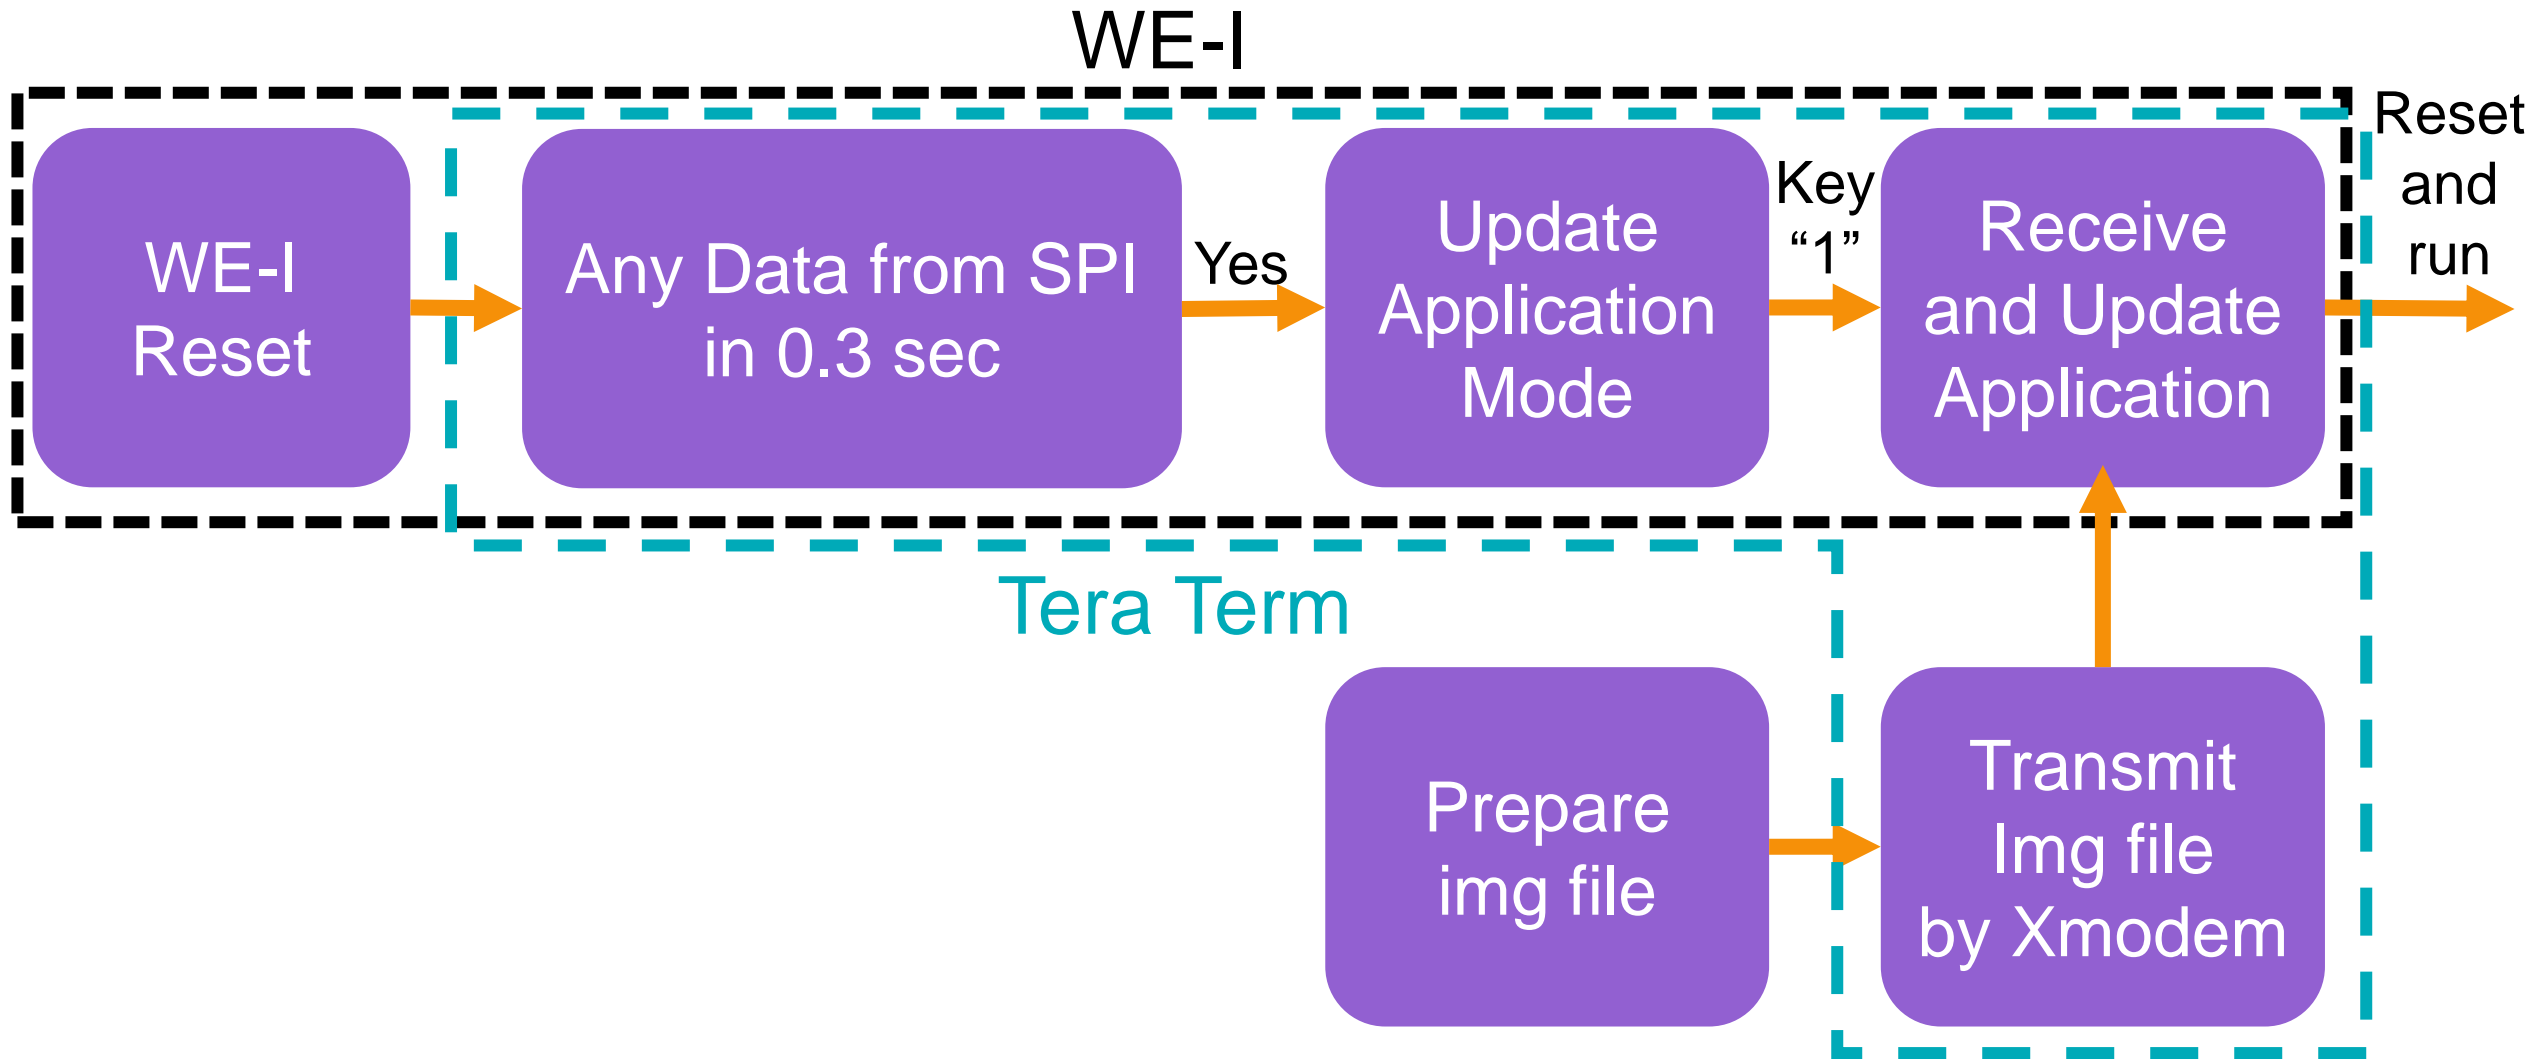 WE-I
WE-I
Reset
Any Data from SPI
in 0.3 sec
Yes
Update
Application
Mode
Key
“1”
Receive
and Update
Application
Reset
and
run
Tera Term
Prepare
img file
Transmit
Img file
by Xmodem